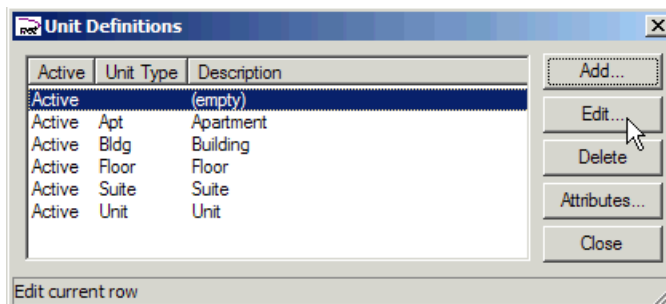 Unit Definitions
Active Unit Type Description
Active (empty)
Active Apt Apartment
Active Bldg Building
Active Floor Floor
Active Suite Suite
Active Unit Unit
Add...
Edit...
Delete
Attributes...
Close
Edit current row